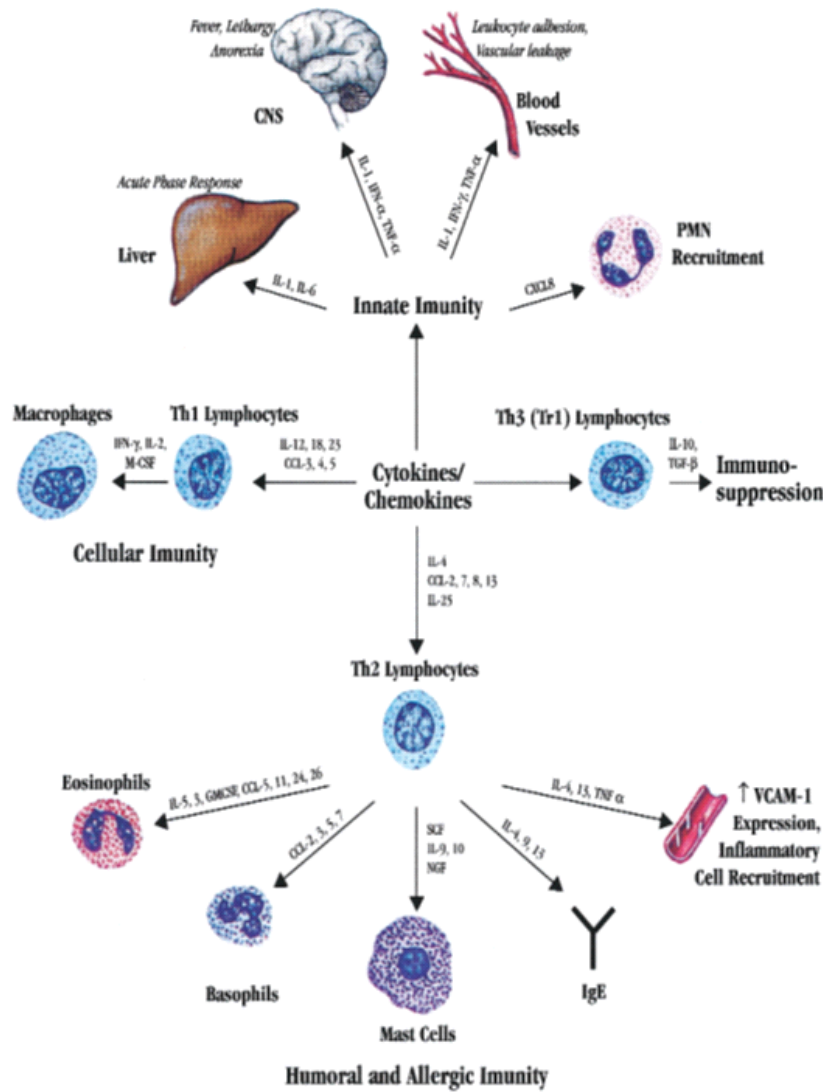 Fever, Lethargy,
Anorexia
CNS
Leukocyte adhesion,
Vascular leakage
Blood
Vessels
Acute Phase Response
Liver
IL-1, IFN-α, TNF-α
IL-1, IFN-γ, TNF-α
PMN
Recruitment
IL-1, IL-6
CXCL8
Innate Imunity
Macrophages
Th1 Lymphocytes
Th3 (Tr1) Lymphocytes
IFN-γ, IL-2,
M-CSF
IL-12, 18, 23
CCL-3, 4, 5
Cytokines/
Chemokines
IL-10,
TGF-β
Immuno-
suppression
Cellular Imunity
IL-4
CCL-2, 7, 8, 13
IL-25
Th2 Lymphocytes
Eosinophils
IL-5, 3, GMCSF, CCL-5, 11, 24, 26
CCL-2, 3, 5, 7
SCF
IL-9, 10
NGF
IL-4, 9, 13
IL-4, 13, TNF α
↑ VCAM-1
Expression,
Inflammatory
Cell Recruitment
Basophils
Mast Cells
IgE
Humoral and Allergic Imunity